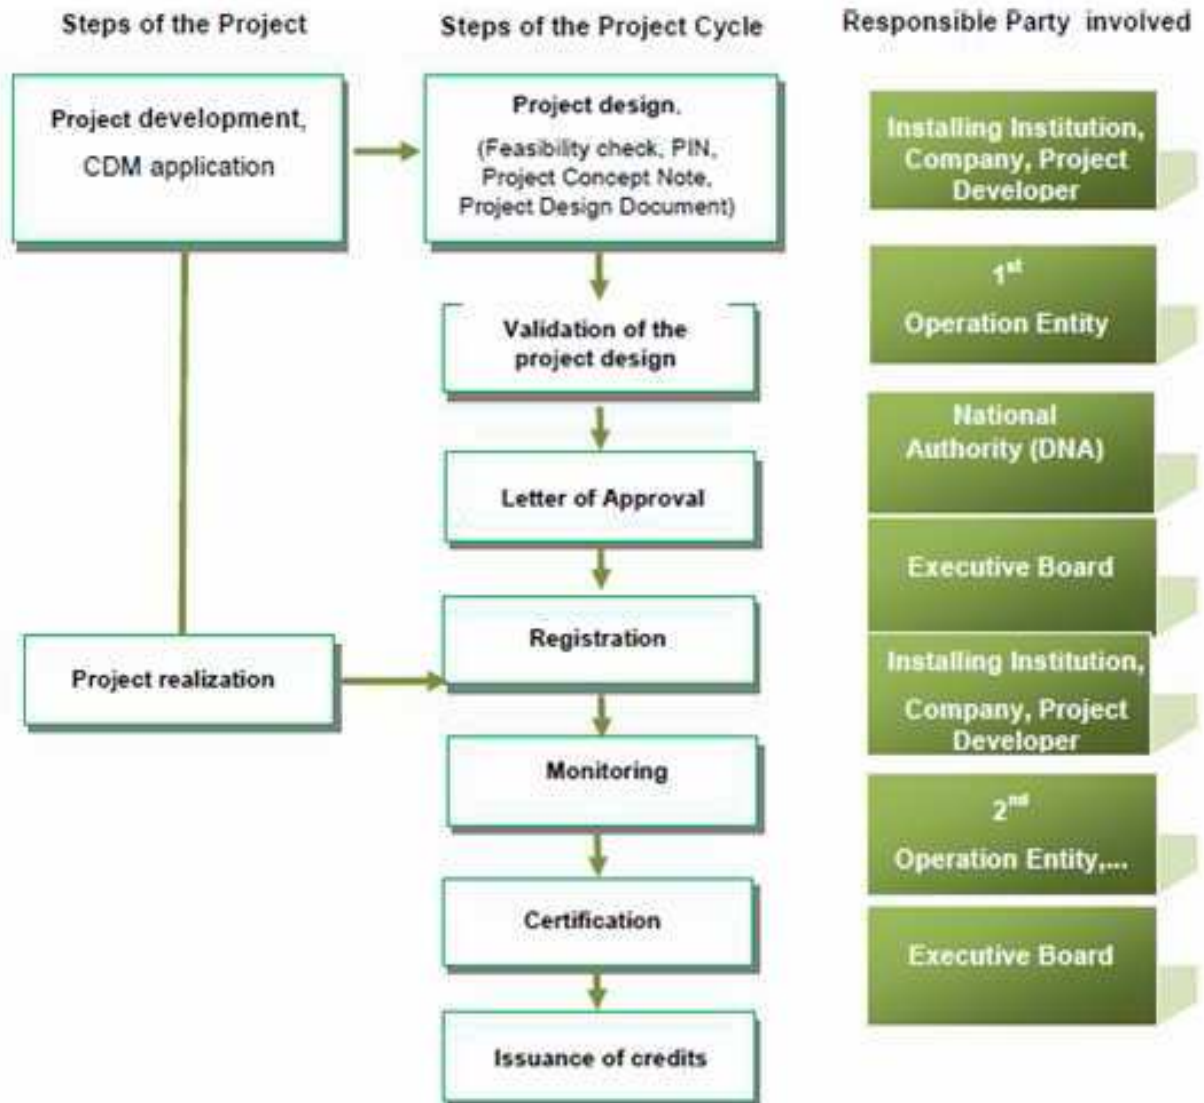 Steps of the Project
Steps of the Project Cycle
Responsible Party involved
Project development,
CDM application
Project design,
(Feasibility check, PIN,
Project Concept Note,
Project Design Document)
Installing Institution,
Company, Project
Developer
Validation of the
project design
1st
Operation Entity
Letter of Approval
National
Authority (DNA)
Registration
Executive Board
Project realization
Monitoring
Installing Institution,
Company, Project
Developer
Certification
2nd
Operation Entity,...
Issuance of credits
Executive Board